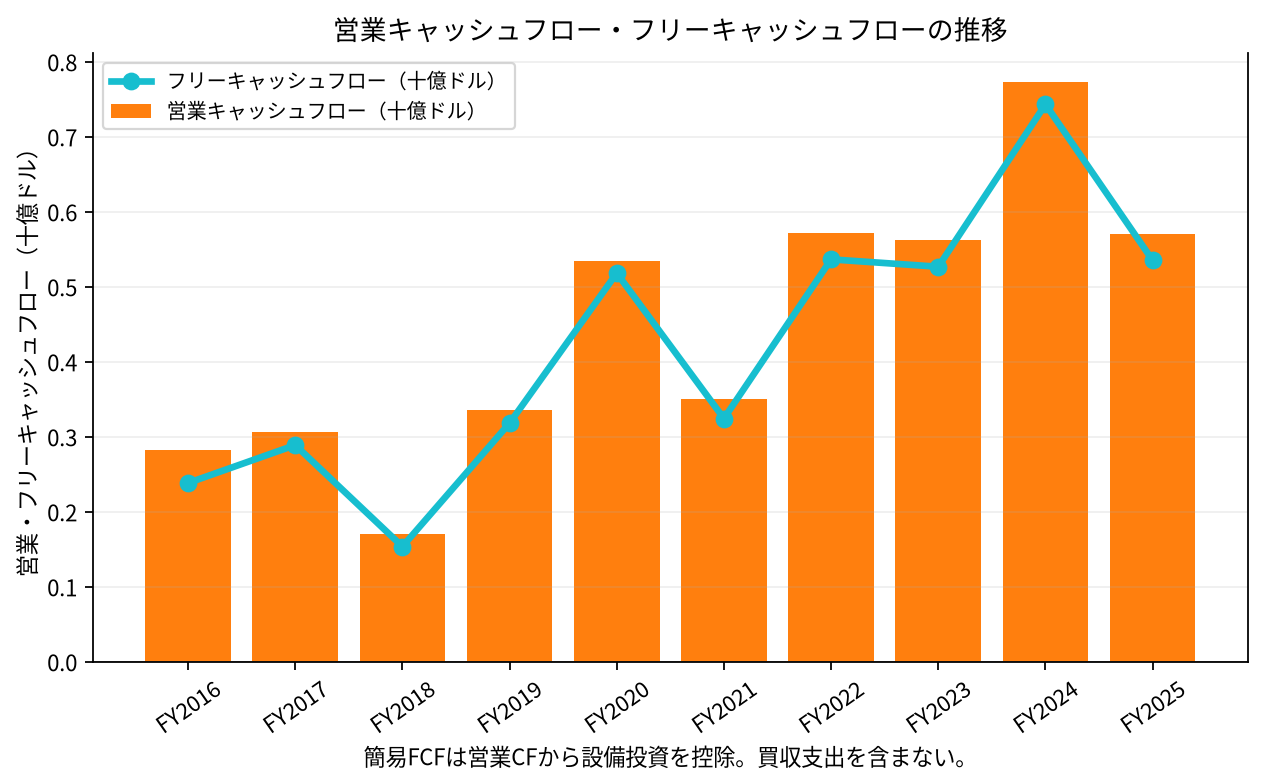 営業キャッシュフロー・フリーキャッシュフローの推移
フリーキャッシュフロー（十億ドル）
営業キャッシュフロー（十億ドル）
営業・フリーキャッシュフロー（十億ドル）
0.8
0.7
0.6
0.5
0.4
0.3
0.2
0.1
0.0
FY2016
FY2017
FY2018
FY2019
FY2020
FY2021
FY2022
FY2023
FY2024
FY2025
簡易FCFは営業CFから設備投資を控除。買収支出を含まない。